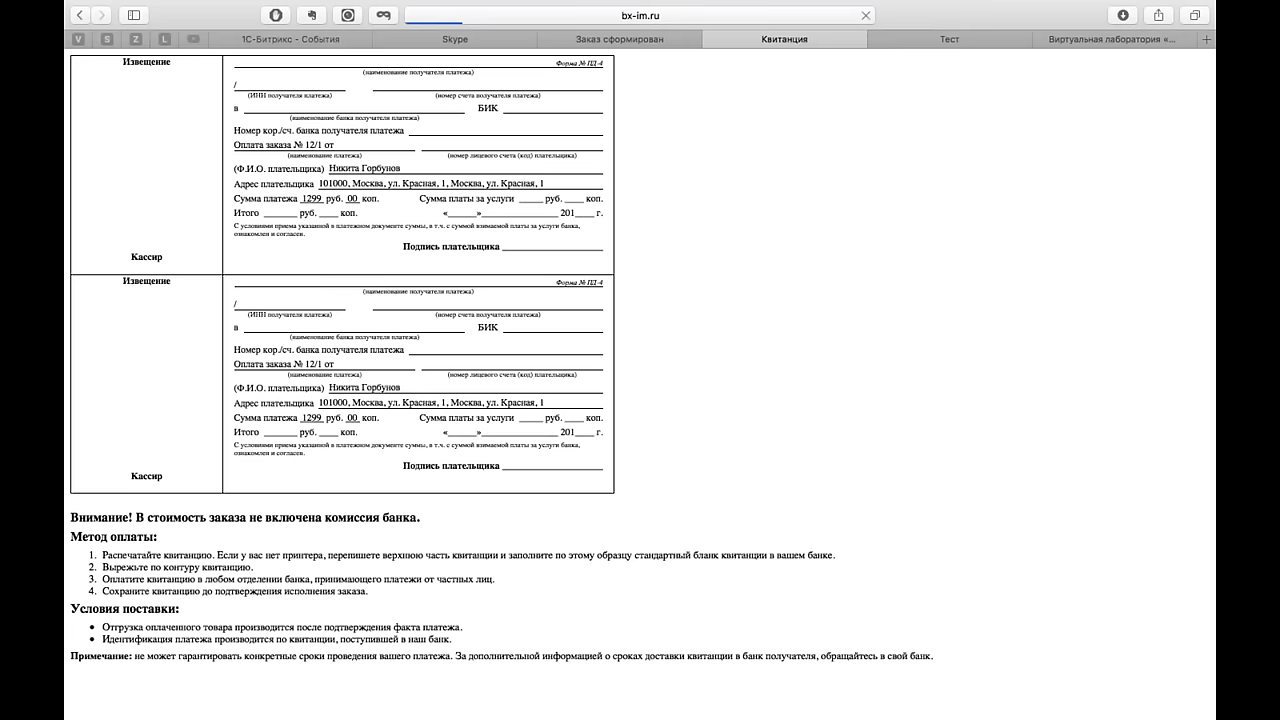 bx-im.ru
V S Z L 1С-Битрикс - События Skype Заказ сформирован Квитанция Тест Виртуальная лаборатория «...
Извещение
Форма № ПД-4
(наименование получателя платежа)
/
(ИНН получателя платежа) (номер счета получателя платежа)
в БИК
(наименование банка получателя платежа)
Номер кор./сч. банка получателя платежа
Оплата заказа № 12/1 от
(наименование платежа) (номер лицевого счета (код) плательщика)
(Ф.И.О. плательщика) Никита Горбунов
Адрес плательщика 101000, Москва, ул. Красная, 1, Москва, ул. Красная, 1
Сумма платежа 1299 руб. 00 коп. Сумма платы за услуги _____ руб. ____ коп.
Итого _______ руб. ____ коп. «______»________________ 201____ г.
С условиями приема указанной в платежном документе суммы, в т.ч. с суммой взимаемой платы за услуги банка,
ознакомлен и согласен.
Подпись плательщика
Кассир
Извещение
Форма № ПД-4
(наименование получателя платежа)
/
(ИНН получателя платежа) (номер счета получателя платежа)
в БИК
(наименование банка получателя платежа)
Номер кор./сч. банка получателя платежа
Оплата заказа № 12/1 от
(наименование платежа) (номер лицевого счета (код) плательщика)
(Ф.И.О. плательщика) Никита Горбунов
Адрес плательщика 101000, Москва, ул. Красная, 1, Москва, ул. Красная, 1
Сумма платежа 1299 руб. 00 коп. Сумма платы за услуги _____ руб. ____ коп.
Итого _______ руб. ____ коп. «______»________________ 201____ г.
С условиями приема указанной в платежном документе суммы, в т.ч. с суммой взимаемой платы за услуги банка,
ознакомлен и согласен.
Подпись плательщика
Кассир
Внимание! В стоимость заказа не включена комиссия банка.
Метод оплаты:
1. Распечатайте квитанцию. Если у вас нет принтера, перепишете верхнюю часть квитанции и заполните по этому образцу стандартный бланк квитанции в вашем банке.
2. Вырежьте по контуру квитанцию.
3. Оплатите квитанцию в любом отделении банка, принимающего платежи от частных лиц.
4. Сохраните квитанцию до подтверждения исполнения заказа.
Условия поставки:
• Отгрузка оплаченного товара производится после подтверждения факта платежа.
• Идентификация платежа производится по квитанции, поступившей в наш банк.
Примечание: не может гарантировать конкретные сроки проведения вашего платежа. За дополнительной информацией о сроках доставки квитанции в банк получателя, обращайтесь в свой банк.